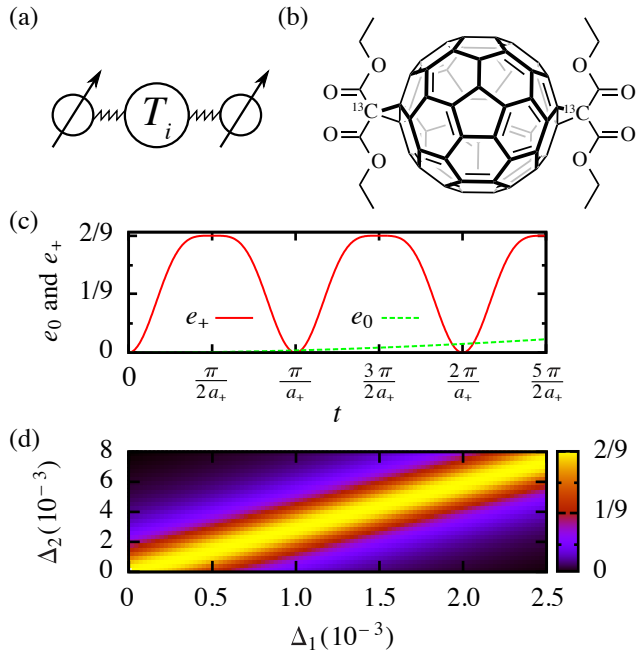 (a)
(b)
T_i
O O
O O
13C 13C
O O
O O
(c)
e_0 and e_+
2/9
1/9
0
e_+ e_0
0 π/2a_+ π/a_+ 3π/2a_+ 2π/a_+ 5π/2a_+
t
(d)
Δ_2(10^-3)
8
6
4
2
0
2/9
1/9
0
0 0.5 1.0 1.5 2.0 2.5
Δ_1(10^-3)